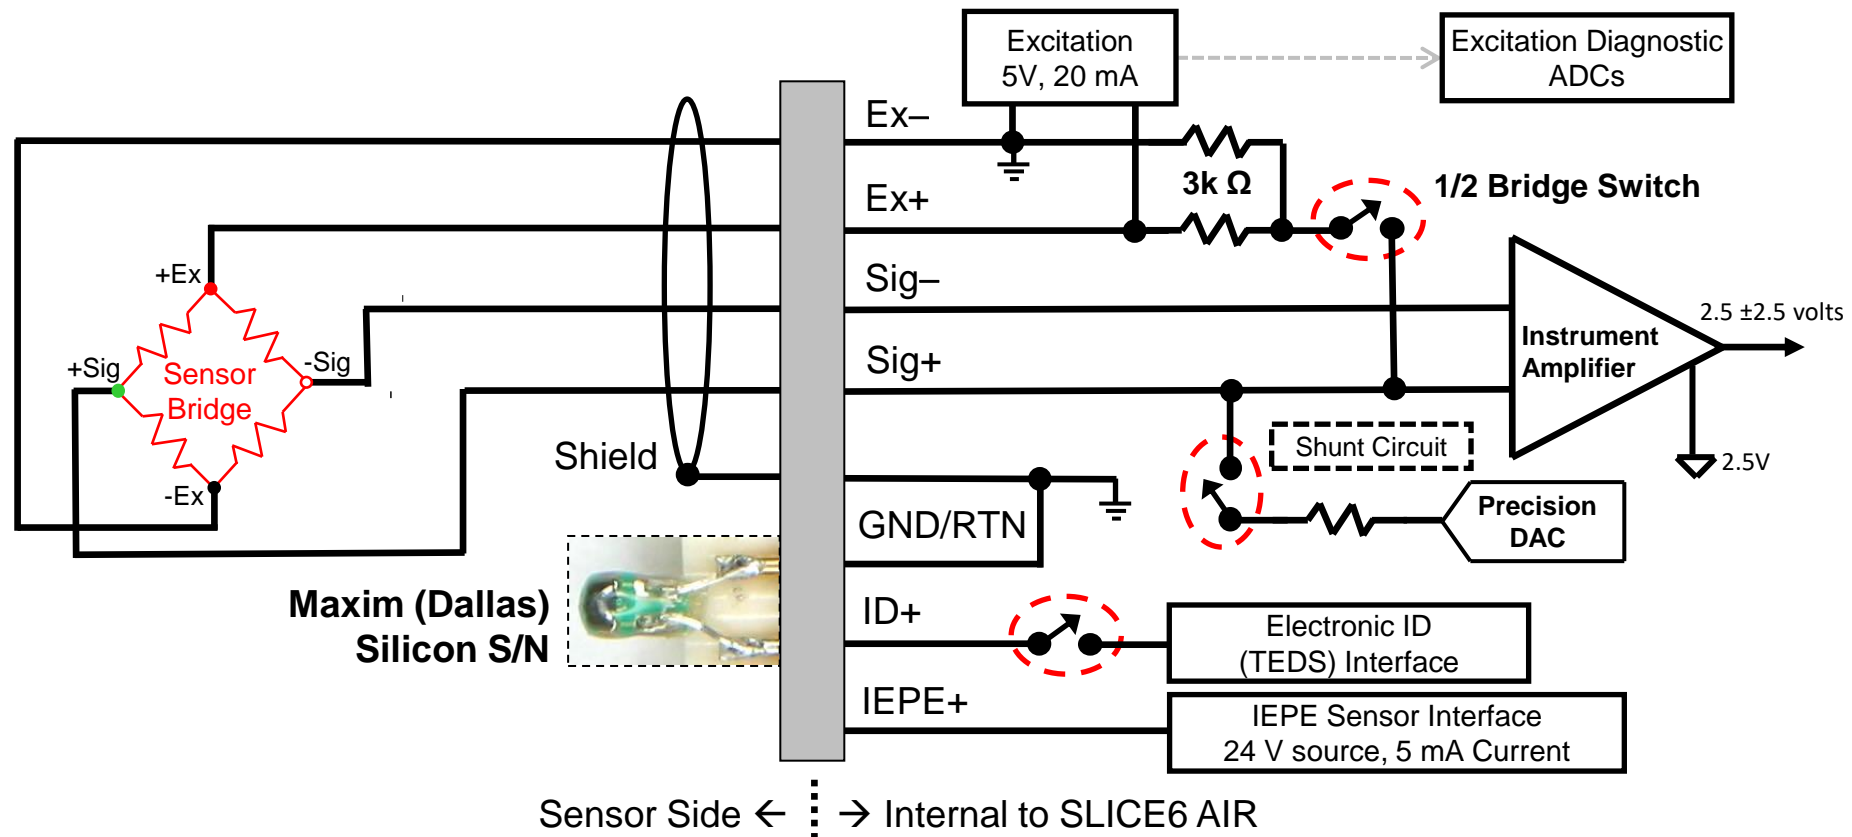 Excitation
5V, 20 mA
Excitation Diagnostic
ADCs
Ex–
3k Ω
1/2 Bridge Switch
Ex+
+Ex
Sig–
2.5 ±2.5 volts
Instrument
Amplifier
+Sig
-Sig
Sensor
Bridge
Sig+
Shield
Shunt Circuit
2.5V
-Ex
GND/RTN
Precision
DAC
Maxim (Dallas)
Silicon S/N
ID+
Electronic ID
(TEDS) Interface
IEPE+
IEPE Sensor Interface
24 V source, 5 mA Current
Sensor Side ← → Internal to SLICE6 AIR